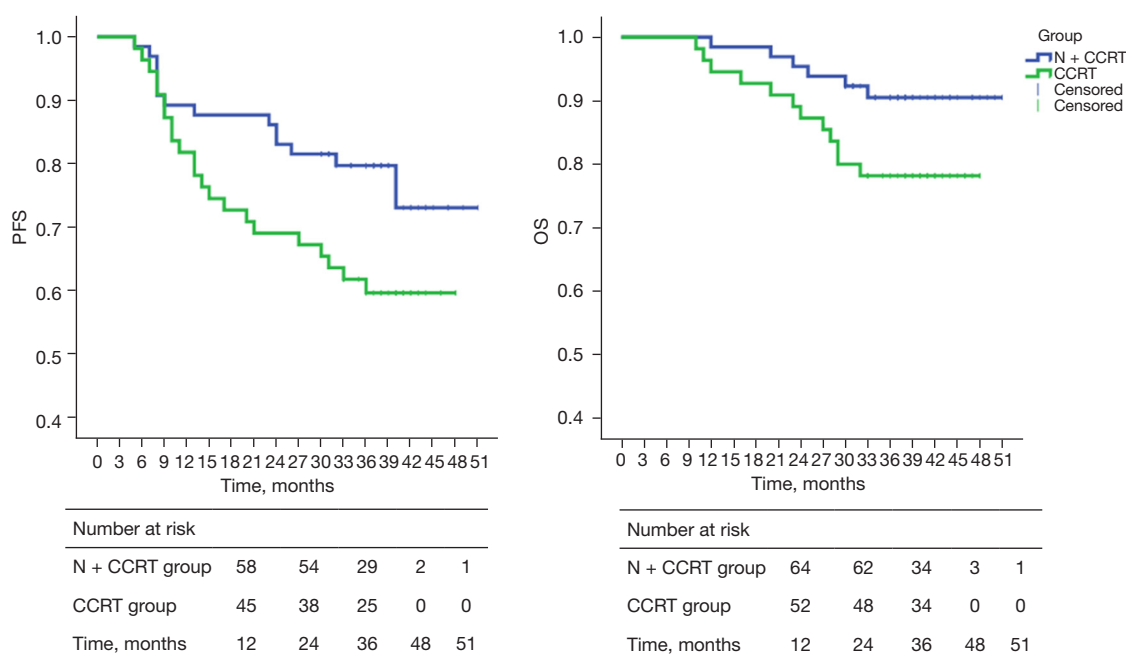 1.0
0.9
0.8
0.7
0.6
0.5
0.4
PFS
0 3 6 9 12 15 18 21 24 27 30 33 36 39 42 45 48 51
Time, months
Number at risk
N + CCRT group 58 54 29 2 1
CCRT group 45 38 25 0 0
Time, months 12 24 36 48 51
1.0
0.9
0.8
0.7
0.6
0.5
0.4
OS
0 3 6 9 12 15 18 21 24 27 30 33 36 39 42 45 48 51
Time, months
Group
N + CCRT
CCRT
Censored
Censored
Number at risk
N + CCRT group 64 62 34 3 1
CCRT group 52 48 34 0 0
Time, months 12 24 36 48 51